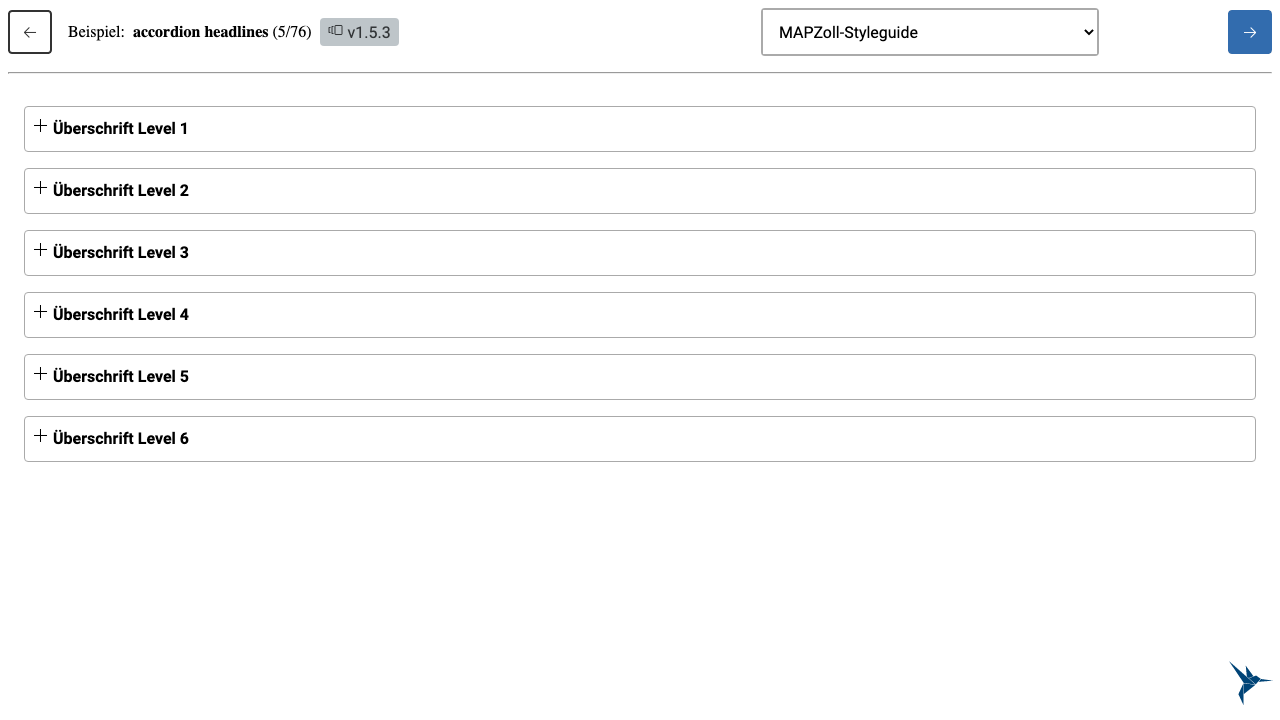 Beispiel: accordion headlines (5/76) v1.5.3 MAPZoll-Styleguide
Überschrift Level 1
Überschrift Level 2
Überschrift Level 3
Überschrift Level 4
Überschrift Level 5
Überschrift Level 6